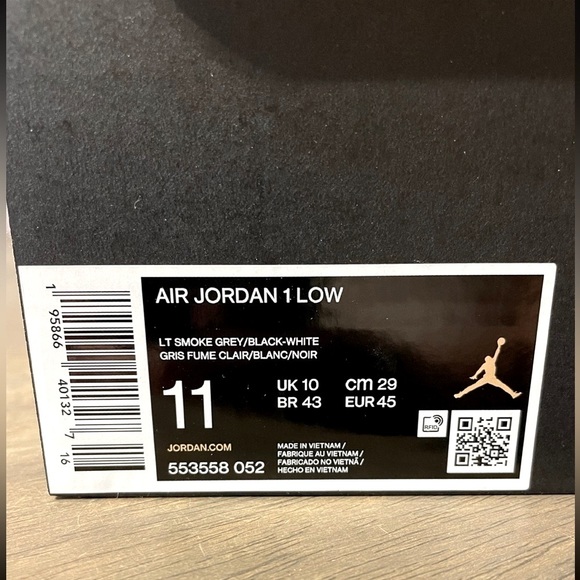 AIR JORDAN 1 LOW
LT SMOKE GREY/BLACK-WHITE
GRIS FUME CLAIR/BLANC/NOIR
11
UK 10 cm 29
BR 43 EUR 45
RFID
JORDAN.COM
553558 052
MADE IN VIETNAM /
FABRIQUE AU VIETNAM /
FABRICADO NO VIETNÃ /
HECHO EN VIETNAM
1 95866 40132 7 16